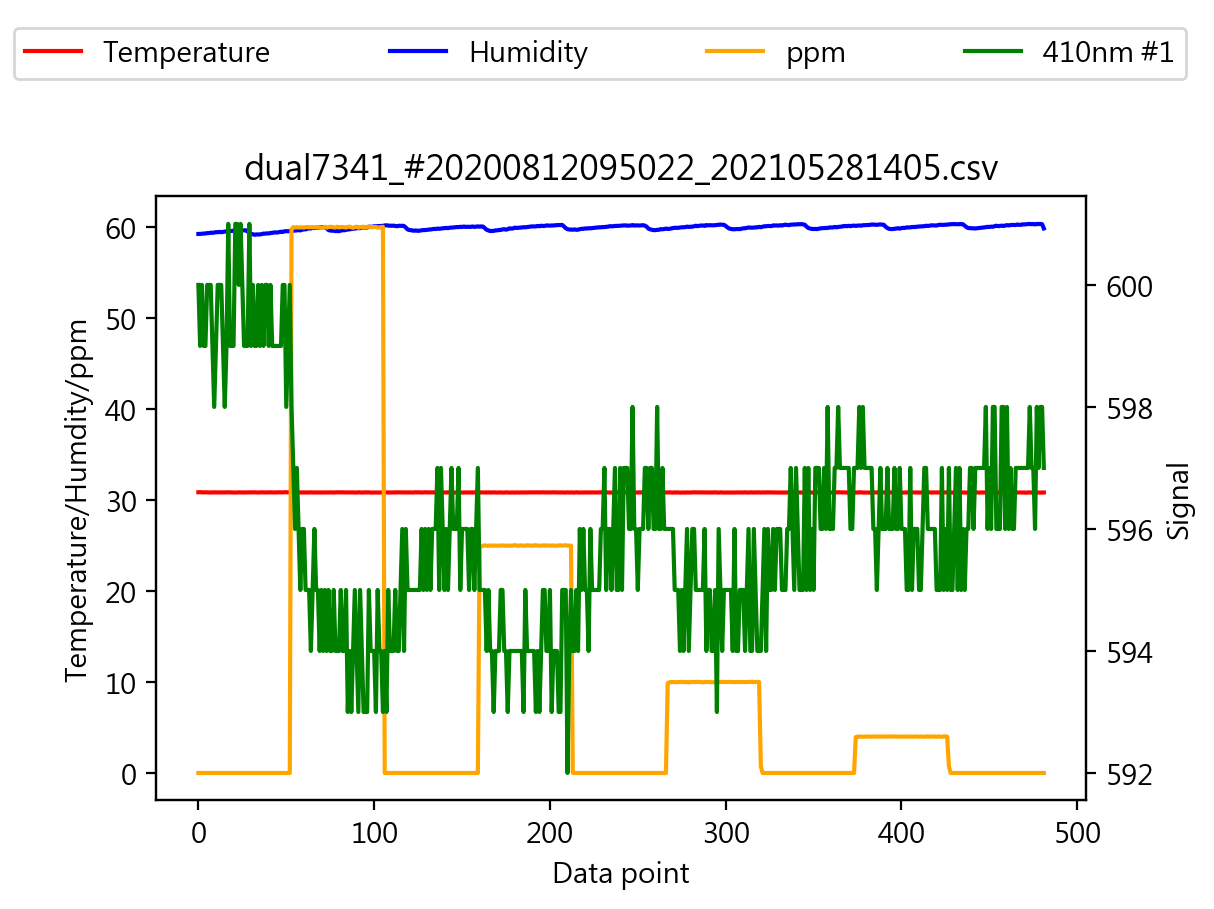 Temperature Humidity ppm 410nm #1
dual7341_#20200812095022_202105281405.csv
Temperature/Humdity/ppm
60
50
40
30
20
10
0
600
598
596
594
592
Signal
0 100 200 300 400 500
Data point